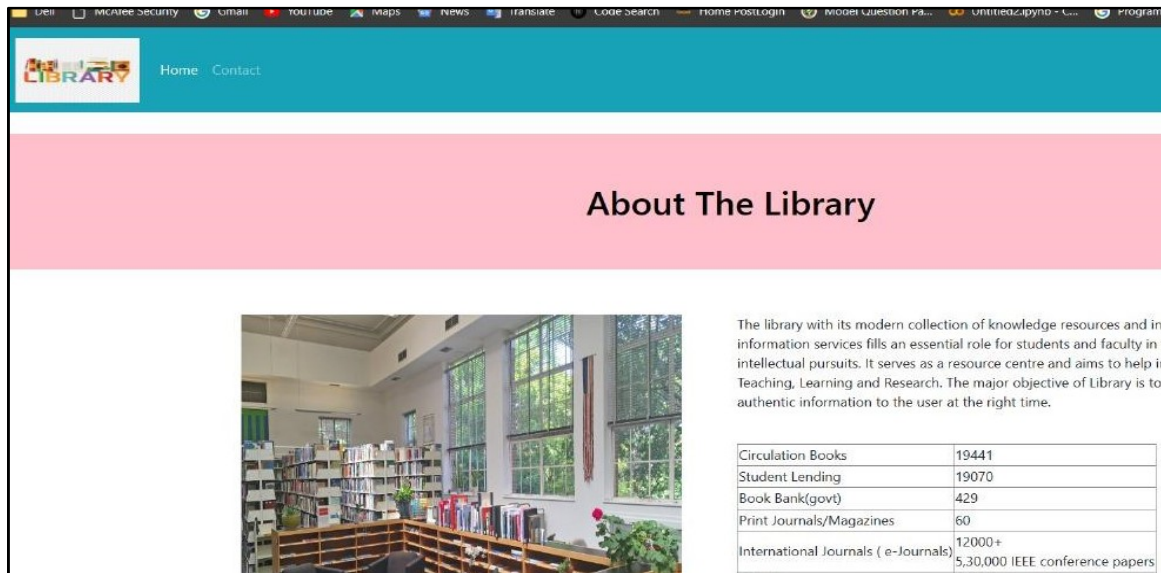 Dell McAfee Security Gmail YouTube Maps News Translate Code Search Home PostLogin Model Question Pa... Untitled2.ipynb - C... Program
LIBRARY
Home Contact
About The Library
The library with its modern collection of knowledge resources and in
information services fills an essential role for students and faculty in
intellectual pursuits. It serves as a resource centre and aims to help i
Teaching, Learning and Research. The major objective of Library is to
authentic information to the user at the right time.
Circulation Books 19441
Student Lending 19070
Book Bank(govt) 429
Print Journals/Magazines 60
International Journals ( e-Journals) 12000+
5,30,000 IEEE conference papers